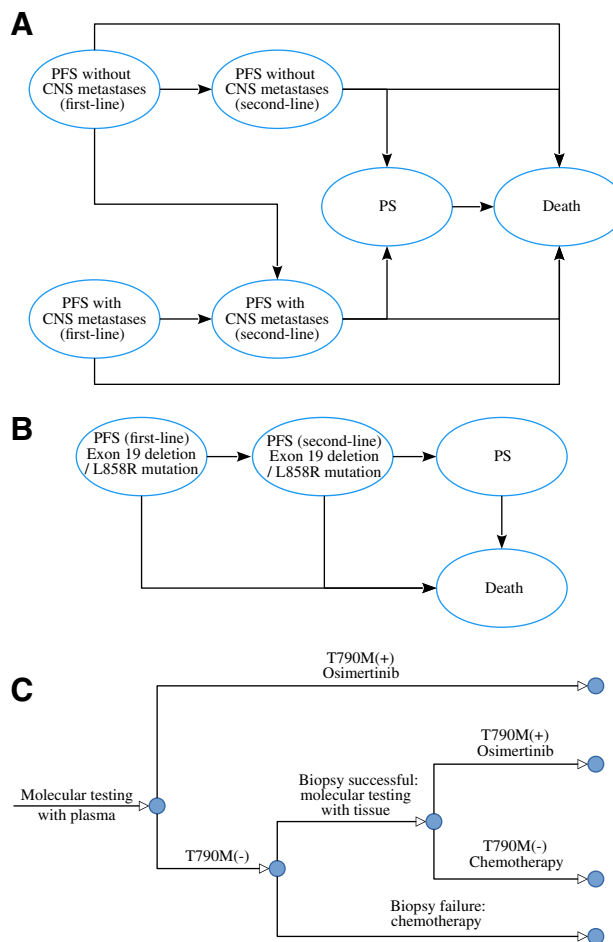 A
PFS without
CNS metastases
(first-line)
PFS without
CNS metastases
(second-line)
PS
Death
PFS with
CNS metastases
(first-line)
PFS with
CNS metastases
(second-line)
B
PFS (first-line)
Exon 19 deletion
/ L858R mutation
PFS (second-line)
Exon 19 deletion
/ L858R mutation
PS
Death
C
T790M(+)
Osimertinib
T790M(+)
Osimertinib
Biopsy successful:
molecular testing
with tissue
Molecular testing
with plasma
T790M(-)
T790M(-)
Chemotherapy
Biopsy failure:
chemotherapy